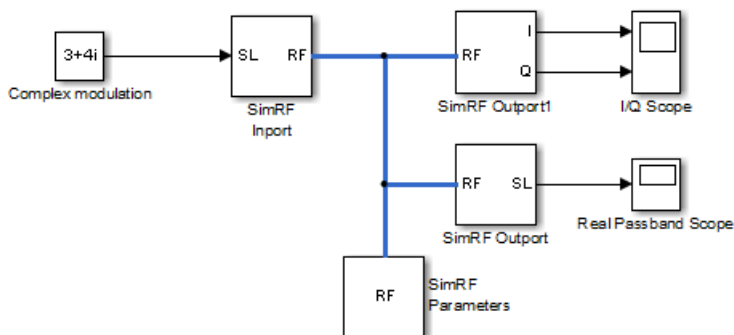 3+4i
Complex modulation
SL RF
SimRF
Inport
RF I
Q
SimRF Outport1
I/Q Scope
RF SL
SimRF Outport
Real Passband Scope
RF
SimRF
Parameters